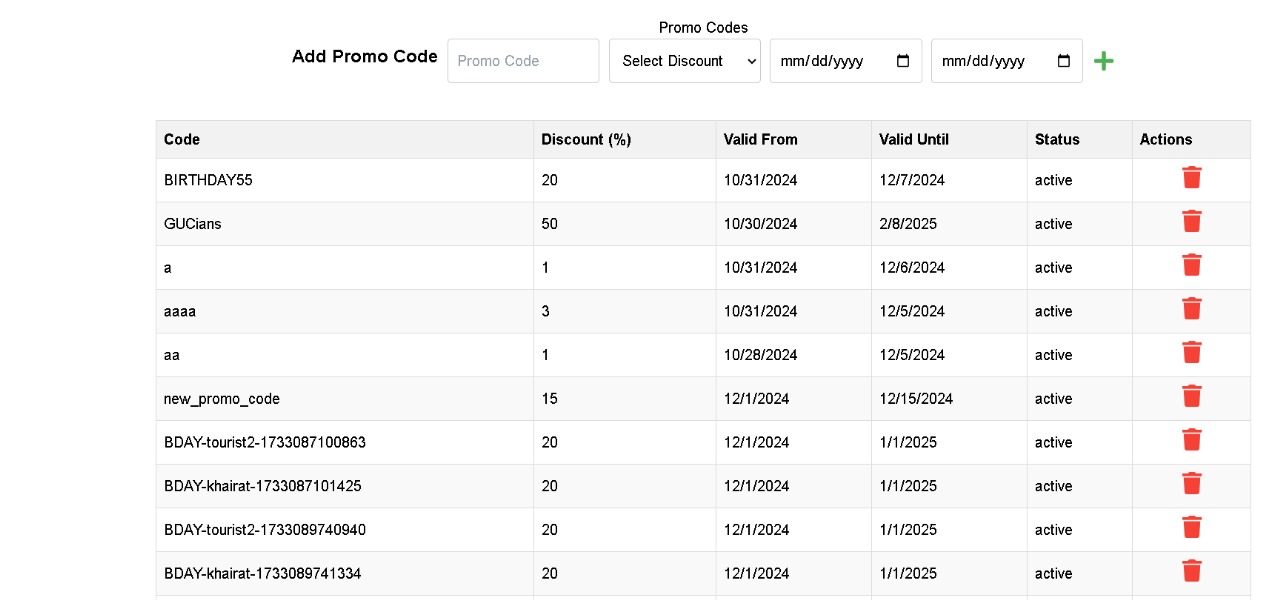 Promo Codes
Add Promo Code Promo Code Select Discount mm/dd/yyyy mm/dd/yyyy
Code Discount (%) Valid From Valid Until Status Actions
BIRTHDAY55 20 10/31/2024 12/7/2024 active
GUCians 50 10/30/2024 2/8/2025 active
a 1 10/31/2024 12/6/2024 active
aaaa 3 10/31/2024 12/5/2024 active
aa 1 10/28/2024 12/5/2024 active
new_promo_code 15 12/1/2024 12/15/2024 active
BDAY-tourist2-1733087100863 20 12/1/2024 1/1/2025 active
BDAY-khairat-1733087101425 20 12/1/2024 1/1/2025 active
BDAY-tourist2-1733089740940 20 12/1/2024 1/1/2025 active
BDAY-khairat-1733089741334 20 12/1/2024 1/1/2025 active